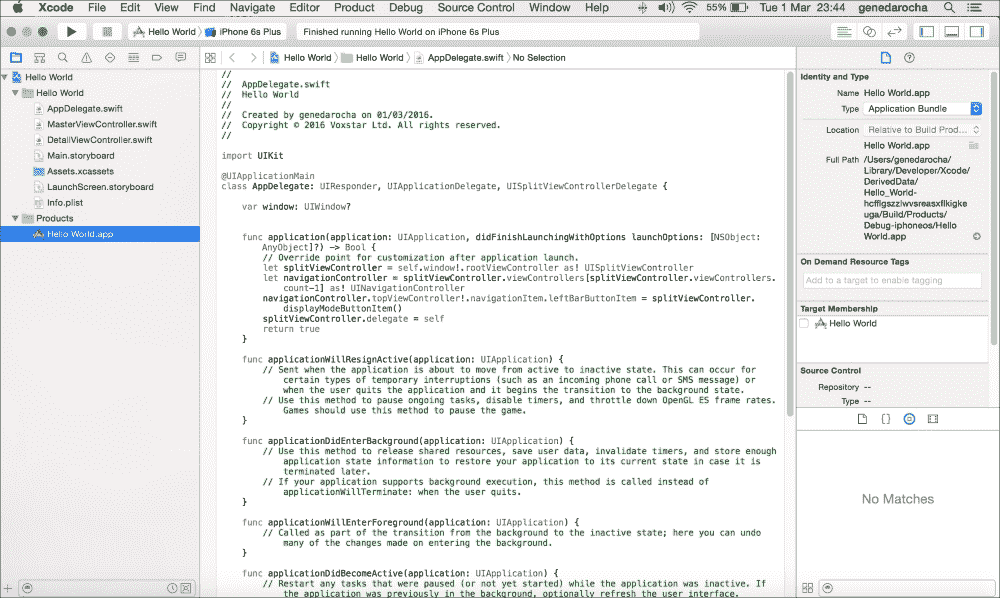 Xcode File Edit View Find Navigate Editor Product Debug Source Control Window Help 55% Tue 1 Mar 23:44 genedarocha
Hello World iPhone 6s Plus Finished running Hello World on iPhone 6s Plus
Hello World Hello World AppDelegate.swift No Selection
Hello World
Hello World
AppDelegate.swift
MasterViewController.swift
DetailViewController.swift
Main.storyboard
Assets.xcassets
LaunchScreen.storyboard
Info.plist
Products
Hello World.app
//
// AppDelegate.swift
// Hello World
//
// Created by genedarocha on 01/03/2016.
// Copyright © 2016 Voxstar Ltd. All rights reserved.
//
import UIKit
@UIApplicationMain
class AppDelegate: UIResponder, UIApplicationDelegate, UISplitViewControllerDelegate {
var window: UIWindow?
func application(application: UIApplication, didFinishLaunchingWithOptions launchOptions: [NSObject:
AnyObject]?) -> Bool {
// Override point for customization after application launch.
let splitViewController = self.window!.rootViewController as! UISplitViewController
let navigationController = splitViewController.viewControllers[splitViewController.viewControllers.
count-1] as! UINavigationController
navigationController.topViewController!.navigationItem.leftBarButtonItem = splitViewController.
displayModeButtonItem()
splitViewController.delegate = self
return true
}
func applicationWillResignActive(application: UIApplication) {
// Sent when the application is about to move from active to inactive state. This can occur for
certain types of temporary interruptions (such as an incoming phone call or SMS message) or
when the user quits the application and it begins the transition to the background state.
// Use this method to pause ongoing tasks, disable timers, and throttle down OpenGL ES frame rates.
Games should use this method to pause the game.
}
func applicationDidEnterBackground(application: UIApplication) {
// Use this method to release shared resources, save user data, invalidate timers, and store enough
application state information to restore your application to its current state in case it is
terminated later.
// If your application supports background execution, this method is called instead of
applicationWillTerminate: when the user quits.
}
func applicationWillEnterForeground(application: UIApplication) {
// Called as part of the transition from the background to the inactive state; here you can undo
many of the changes made on entering the background.
}
func applicationDidBecomeActive(application: UIApplication) {
// Restart any tasks that were paused (or not yet started) while the application was inactive. If
the application was previously in the background, optionally refresh the user interface.
Identity and Type
Name Hello World.app
Type Application Bundle
Location Relative to Build Prod...
Hello World.app
Full Path /Users/genedarocha/
Library/Developer/Xcode/
DerivedData/
Hello_World-
Build/Products/
Debug-iphoneos/Hello
World.app
On Demand Resource Tags
Add to a target to enable tagging
Target Membership
Hello World
Source Control
Repository --
Type --
No Matches